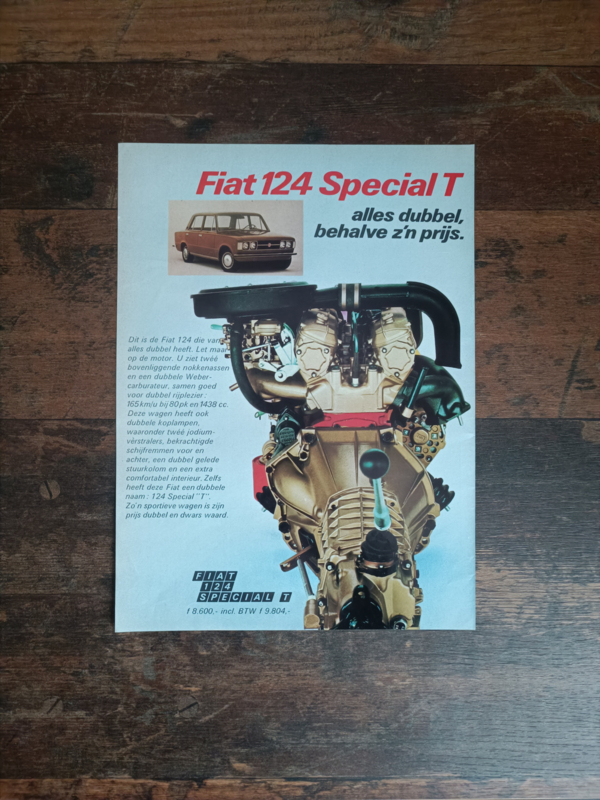 Fiat 124 Special T
alles dubbel,
behalve z'n prijs.
Dit is de Fiat 124 die van
alles dubbel heeft. Let maar
op de motor. U ziet twéé
bovenliggende nokkenassen
en een dubbele Weber-
carburateur, samen goed
voor dubbel rijplezier:
165 km/u bij 80 pk en 1438 cc.
Deze wagen heeft ook
dubbele koplampen,
waaronder twéé jodium-
vèrstralers, bekrachtigde
schijfremmen voor en
achter, een dubbel gelede
stuurkolom en een extra
comfortabel interieur. Zelfs
heeft deze Fiat een dubbele
naam: 124 Special "T".
Zo'n sportieve wagen is zijn
prijs dubbel en dwars waard.
FIAT
124
SPECIAL T
f 8.600,- incl. BTW f 9.804,-